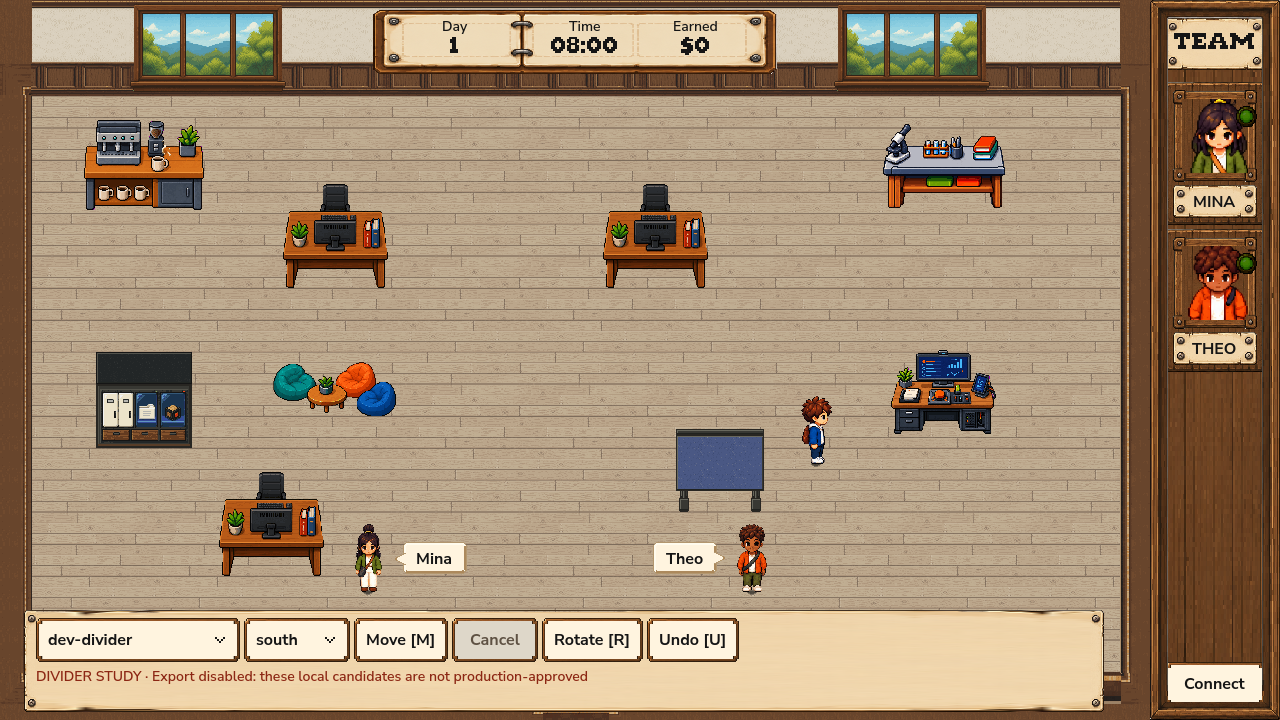 Day
1
Time
08:00
Earned
$0
TEAM
MINA
THEO
Mina
Theo
dev-divider
south
Move [M]
Cancel
Rotate [R]
Undo [U]
DIVIDER STUDY · Export disabled: these local candidates are not production-approved
Connect